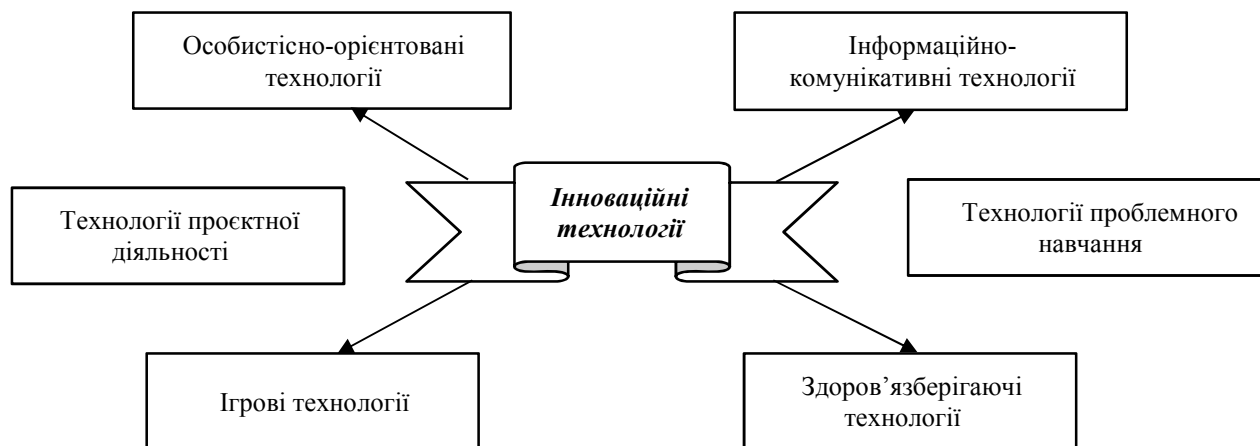 Особистісно-орієнтовані
технології
Інформаційно-
комунікативні технології
Технології проєктної
діяльності
Інноваційні
технології
Технології проблемного
навчання
Ігрові технології
Здоров’язберігаючі
технології